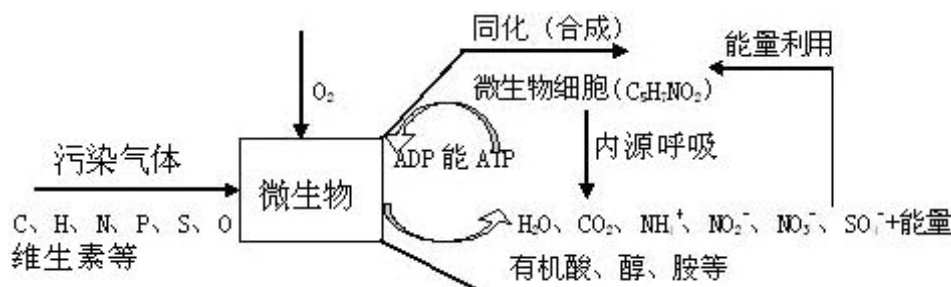 同化（合成）
能量利用
O₂
微生物细胞(C₅H₇NO₂)
污染气体
ADP 能 ATP
内源呼吸
微生物
C、H、N、P、S、O
H₂O、CO₂、NH₄⁺、NO₂⁻、NO₃⁻、SO₄⁻+能量
维生素等
有机酸、醇、胺等